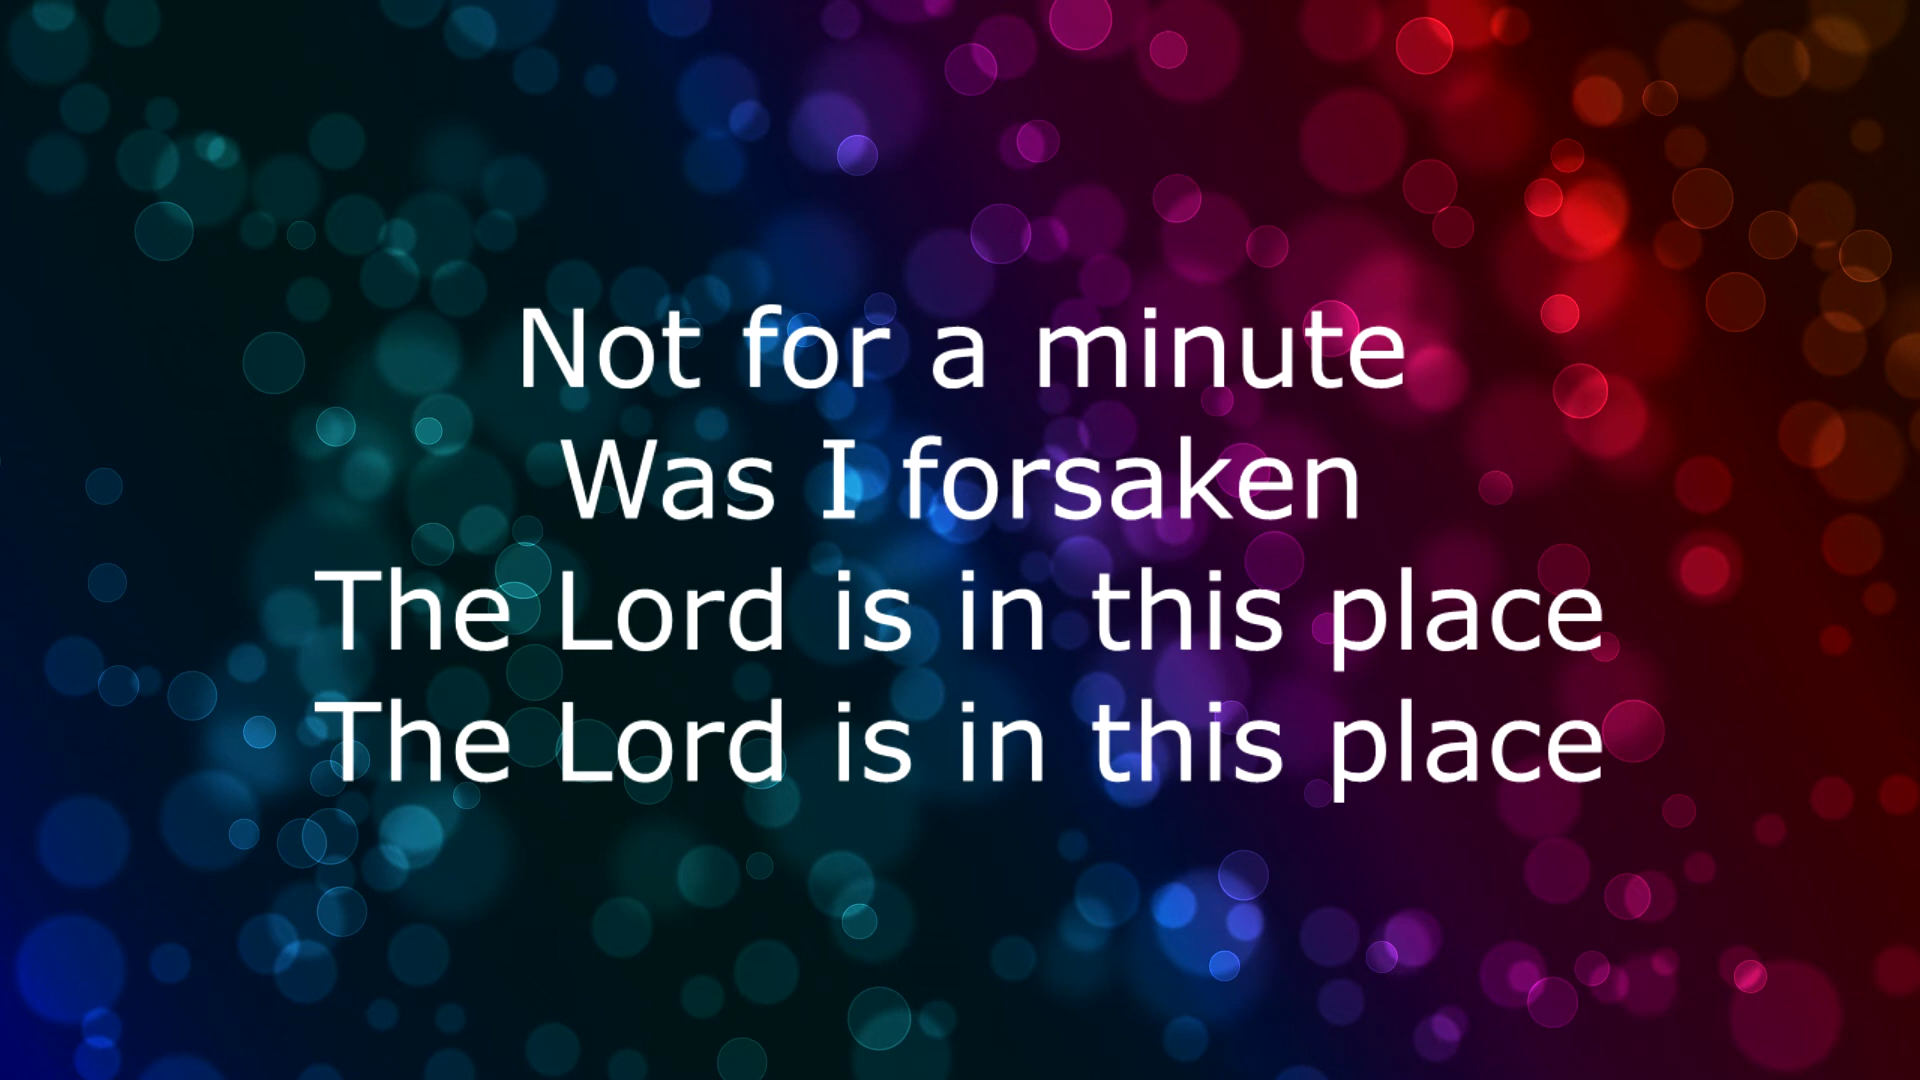 Not for a minute
Was I forsaken
The Lord is in this place
The Lord is in this place